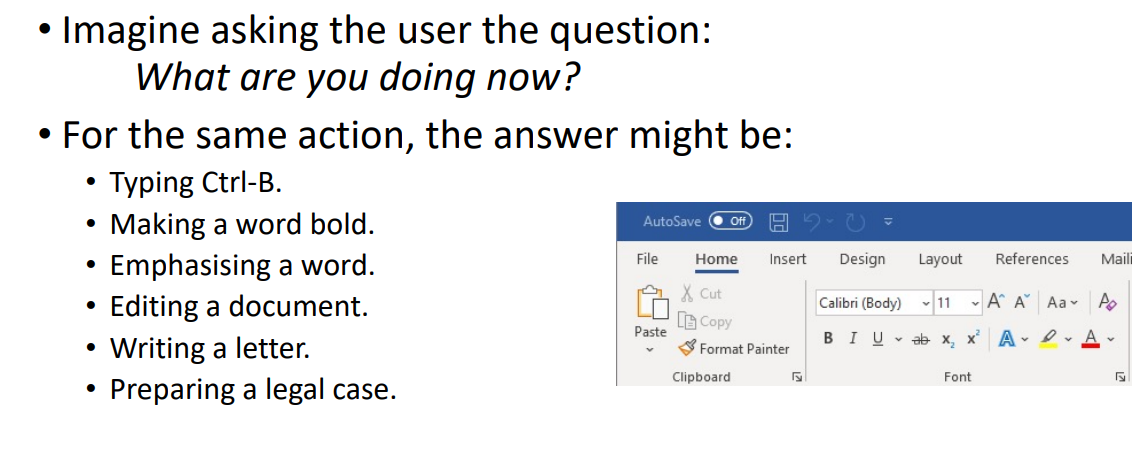 • Imagine asking the user the question:
What are you doing now?
• For the same action, the answer might be:
• Typing Ctrl-B.
• Making a word bold.
• Emphasising a word.
• Editing a document.
• Writing a letter.
• Preparing a legal case.
AutoSave Off
File Home Insert Design Layout References Maili
Cut
Copy
Paste
Format Painter
Clipboard
Calibri (Body) 11 A A Aa A
B I U ab x₂ x² A A
Font